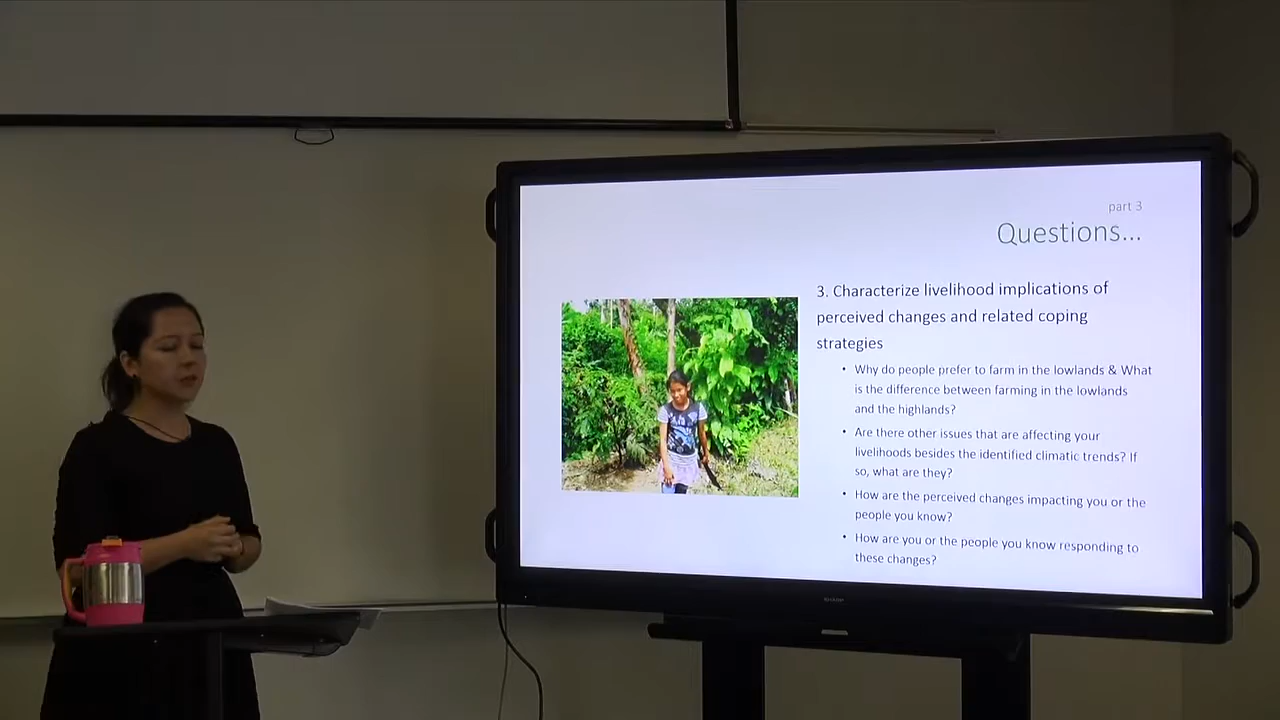 part 3
Questions...
3. Characterize livelihood implications of
perceived changes and related coping
strategies
• Why do people prefer to farm in the lowlands & What
is the difference between farming in the lowlands
and the highlands?
• Are there other issues that are affecting your
livelihoods besides the identified climatic trends? If
so, what are they?
• How are the perceived changes impacting you or the
people you know?
• How are you or the people you know responding to
these changes?
SHARP